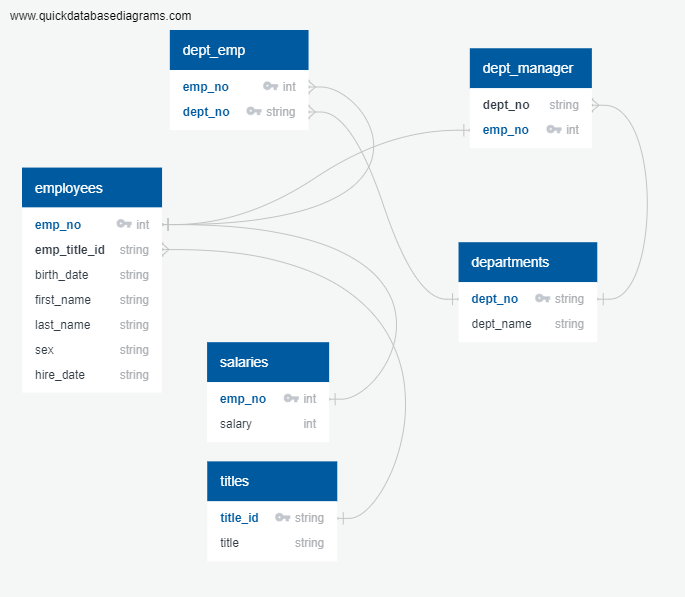 www.quickdatabasediagrams.com
dept_emp
emp_no int
dept_no string
dept_manager
dept_no string
emp_no int
employees
emp_no int
emp_title_id string
birth_date string
first_name string
last_name string
sex string
hire_date string
departments
dept_no string
dept_name string
salaries
emp_no int
salary int
titles
title_id string
title string